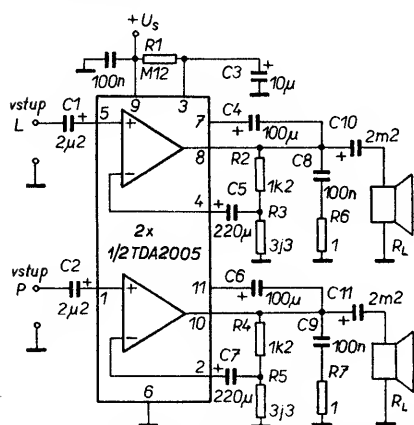 + Us
R1
100n
M12
C3
10µ
9
3
vstup
L
C1
+
2µ2
5
+
−
7
C4
+
100µ
C10
2m2
+
8
R2
1k2
C8
100n
4
+
C5
220µ
R3
3j3
R6
1
RL
2x
1/2TDA2005
vstup
P
C2
+
2µ2
1
+
−
11
C6
+
100µ
C11
2m2
+
10
R4
1k2
C9
100n
2
+
C7
220µ
R5
3j3
R7
1
RL
6